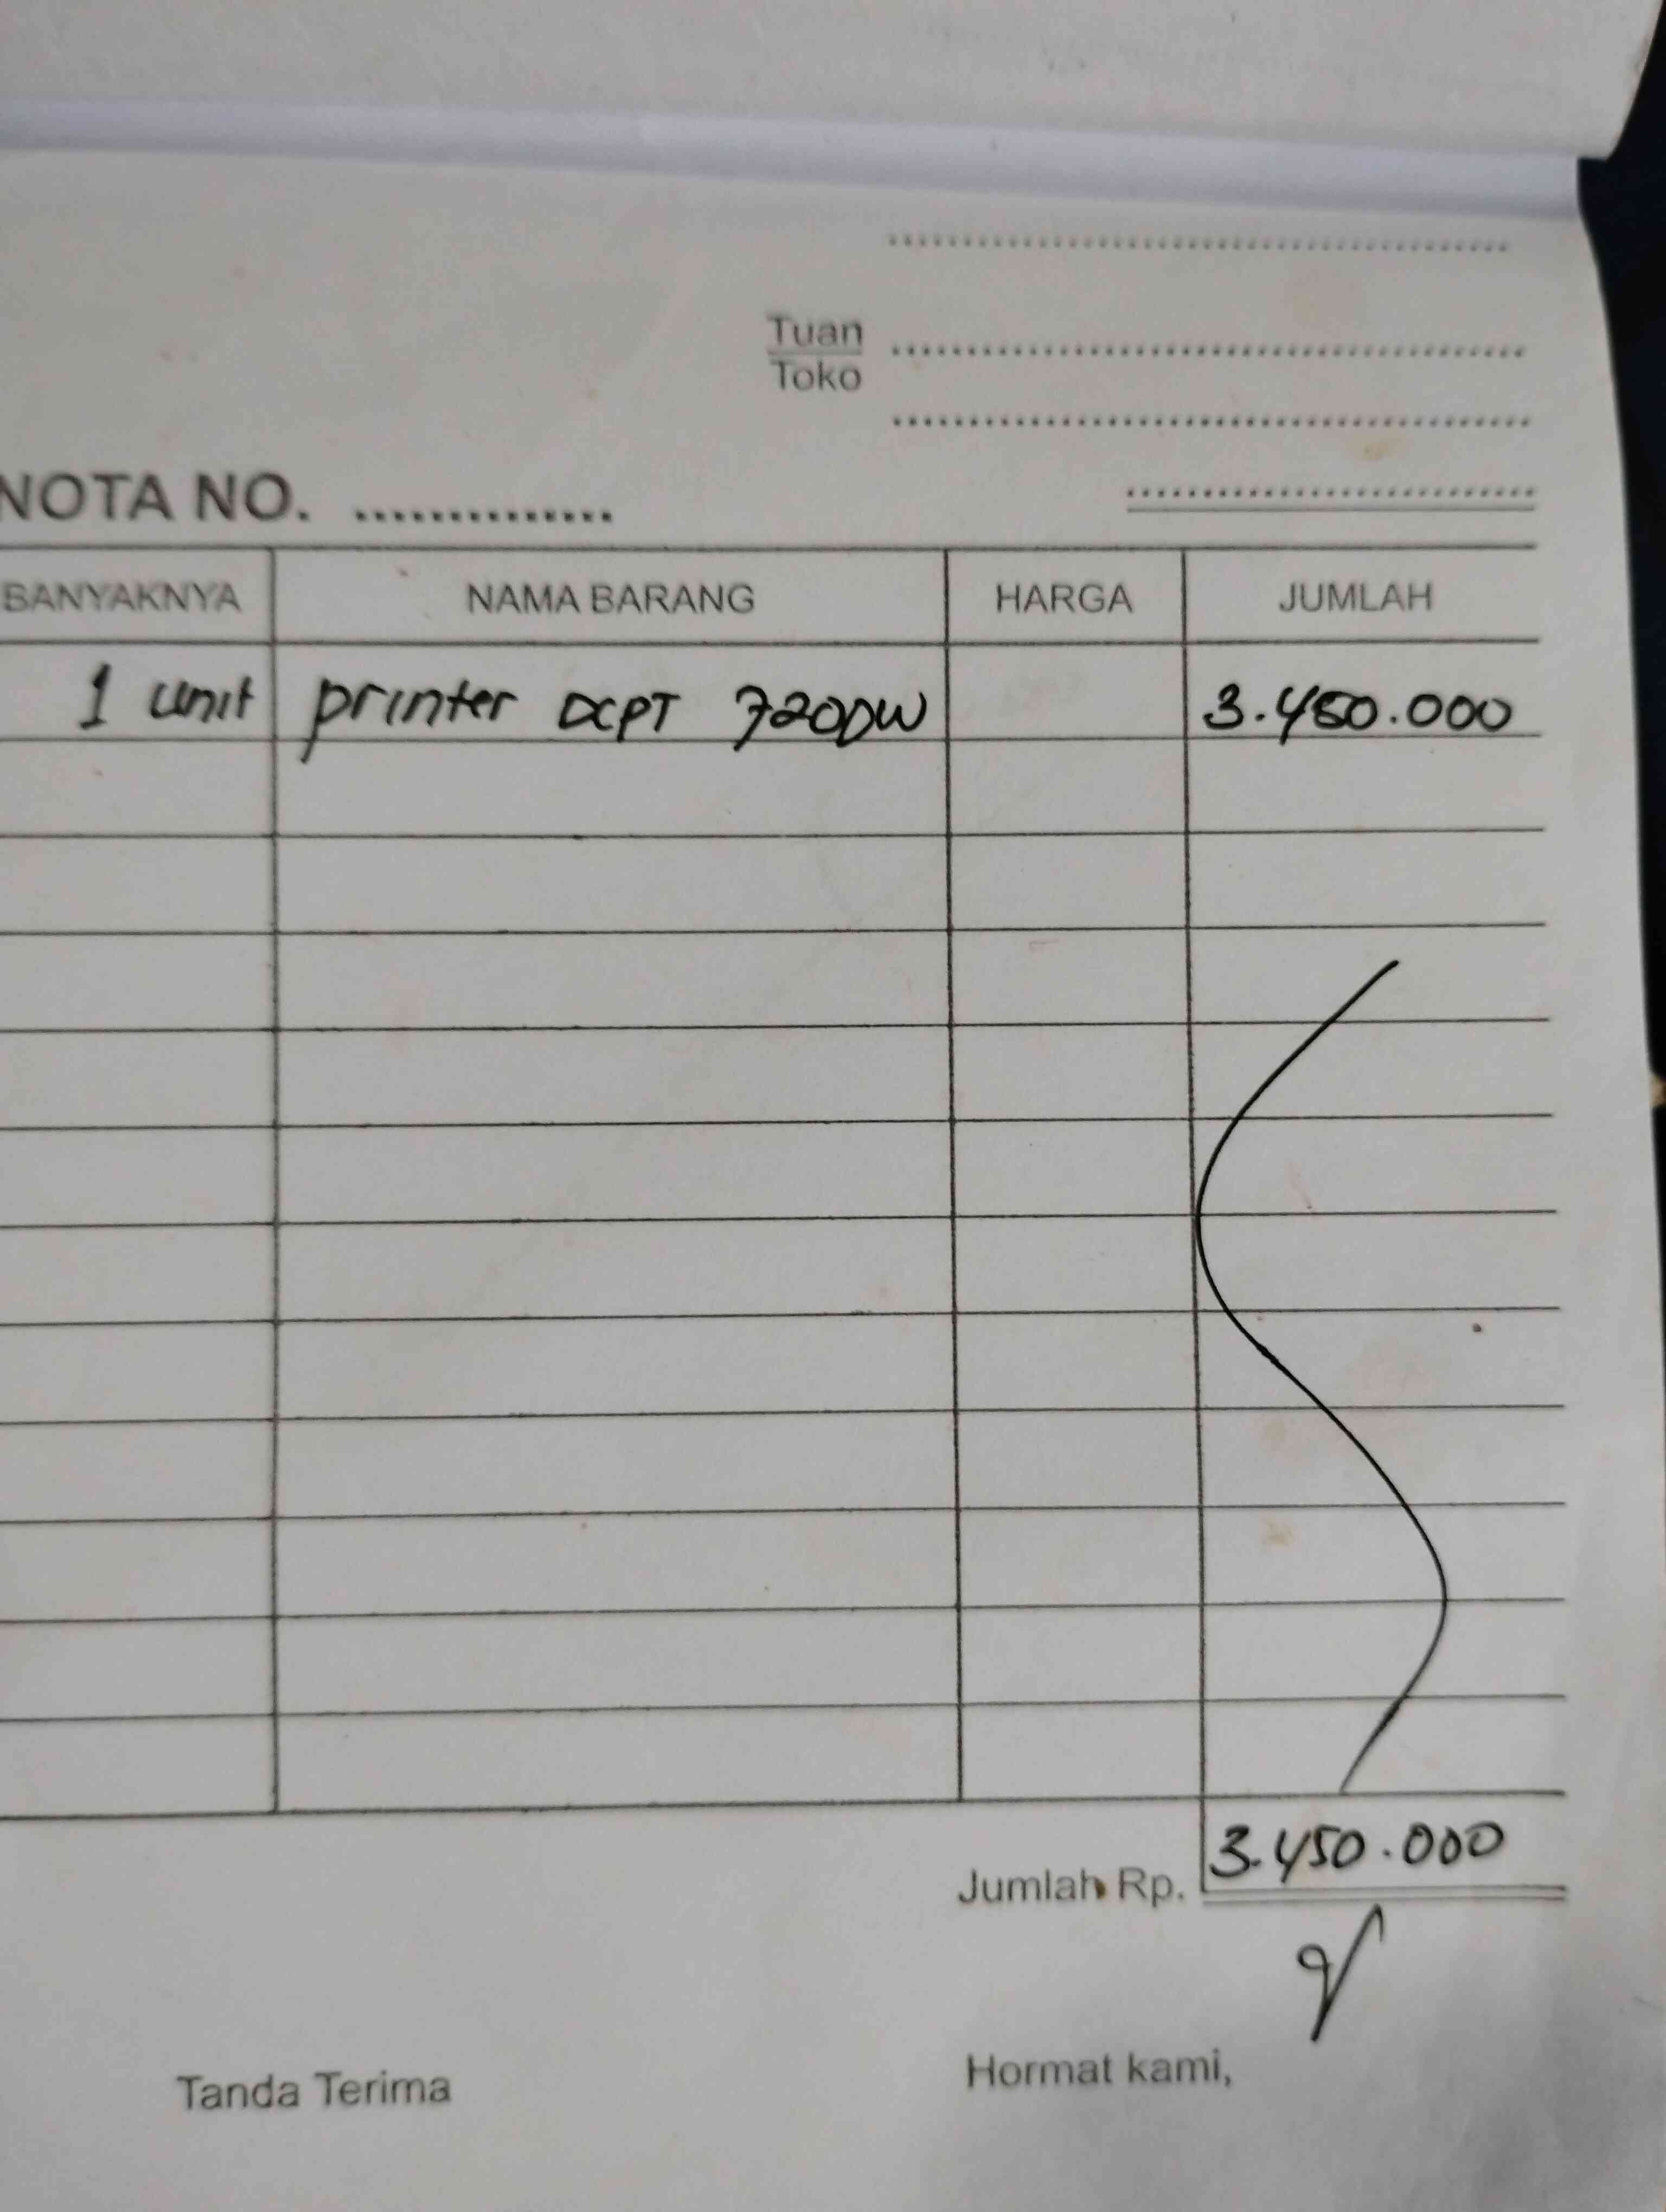 Tuan
Toko
NOTA NO. ..............
BANYAKNYA NAMA BARANG HARGA JUMLAH
1 unit printer DCPT 720DW 3.450.000
Jumlah Rp. 3.450.000
Tanda Terima Hormat kami,